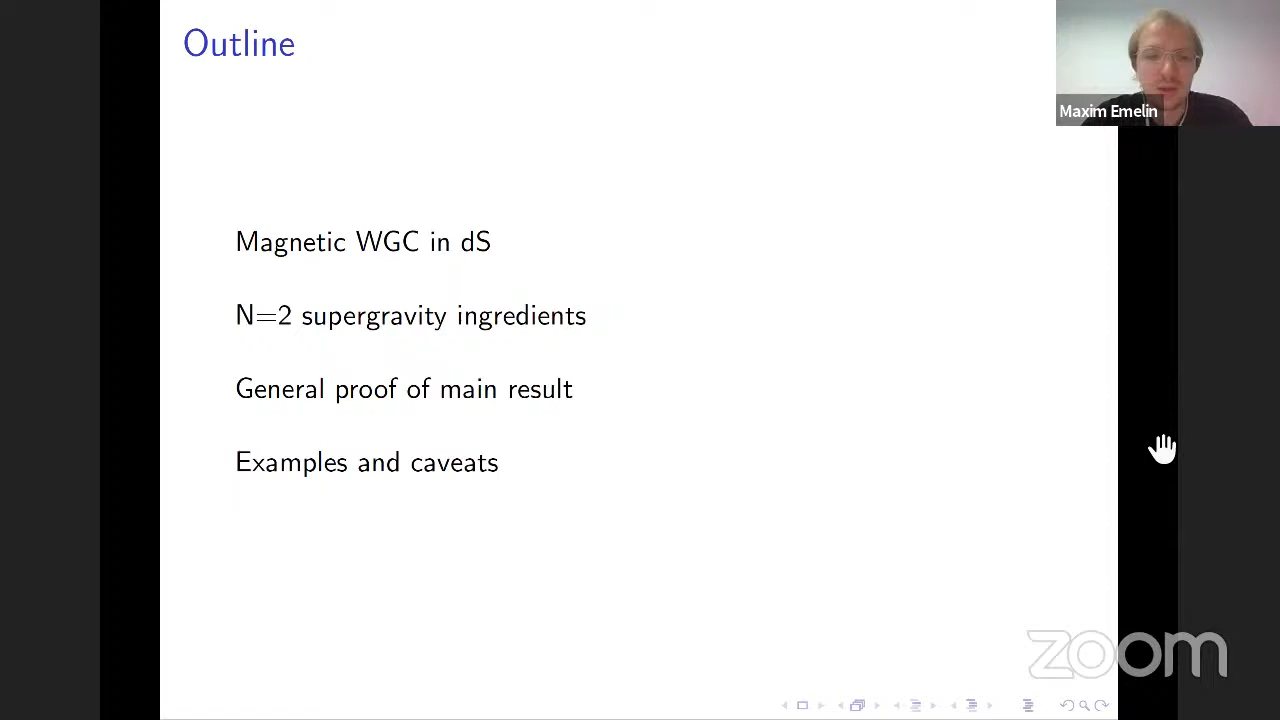 Outline
Maxim Emelin
Magnetic WGC in dS
N=2 supergravity ingredients
General proof of main result
Examples and caveats
zoom